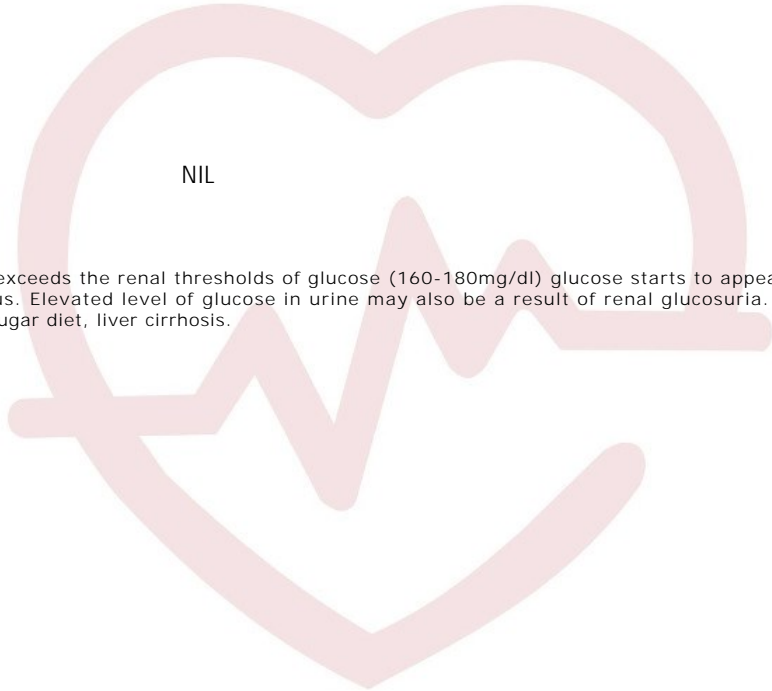 NIL
exceeds the renal thresholds of glucose (160-180mg/dl) glucose starts to appea
us. Elevated level of glucose in urine may also be a result of renal glucosuria.
ugar diet, liver cirrhosis.